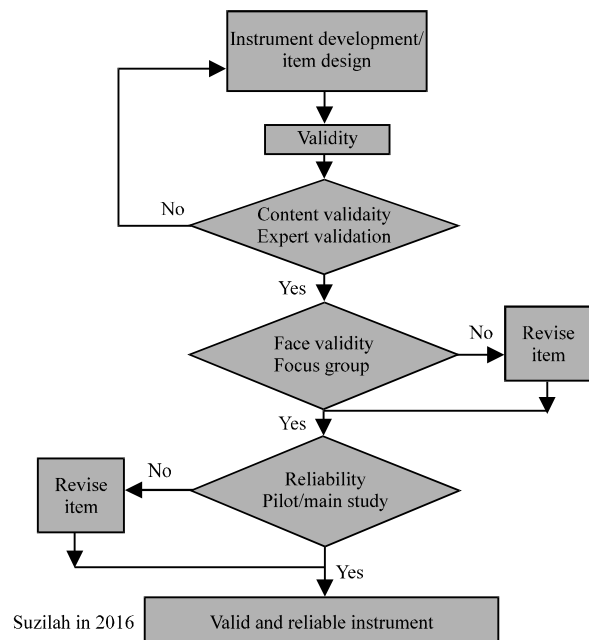 Instrument development/
item design
Validity
No
Content validaity
Expert validation
Yes
Face validity
Focus group
No
Revise
item
Yes
Reliability
Pilot/main study
No
Revise
item
Yes
Suzilah in 2016
Valid and reliable instrument